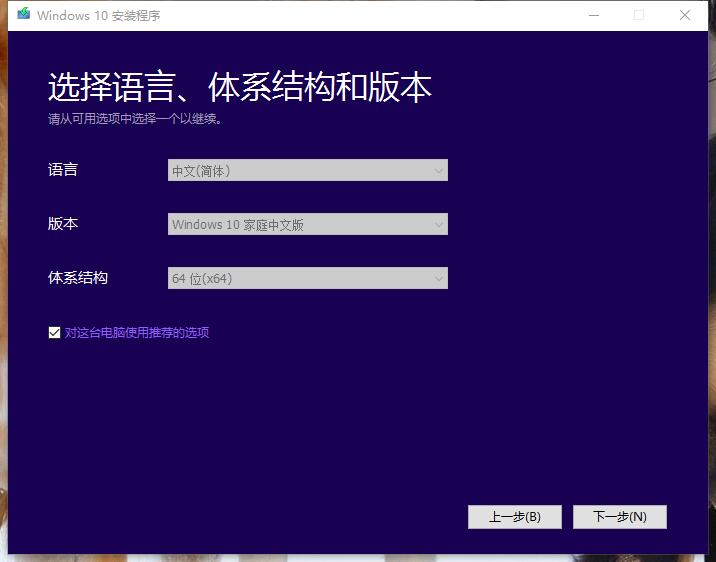 Windows 10 安装程序
选择语言、体系结构和版本
请从可用选项中选择一个以继续。
语言
中文(简体)
版本
Windows 10 家庭中文版
体系结构
64 位(x64)
对这台电脑使用推荐的选项
上一步(B)
下一步(N)